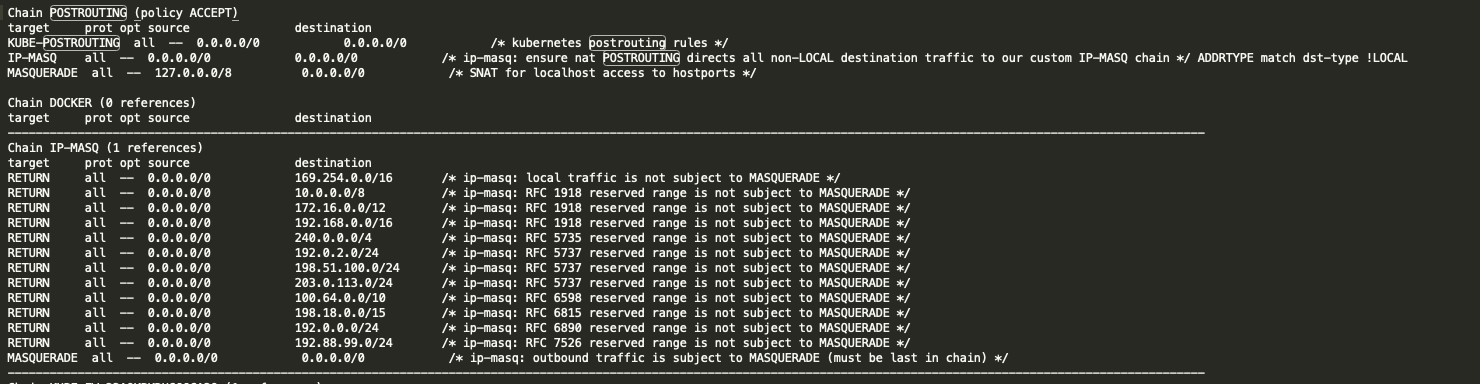 Chain POSTROUTING (policy ACCEPT)
target     prot opt source               destination
KUBE-POSTROUTING  all  --  0.0.0.0/0            0.0.0.0/0            /* kubernetes postrouting rules */
IP-MASQ    all  --  0.0.0.0/0            0.0.0.0/0            /* ip-masq: ensure nat POSTROUTING directs all non-LOCAL destination traffic to our custom IP-MASQ chain */ ADDRTYPE match dst-type !LOCAL
MASQUERADE  all  --  127.0.0.0/8          0.0.0.0/0            /* SNAT for localhost access to hostports */
Chain DOCKER (0 references)
target     prot opt source               destination
Chain IP-MASQ (1 references)
target     prot opt source               destination
RETURN     all  --  0.0.0.0/0            169.254.0.0/16       /* ip-masq: local traffic is not subject to MASQUERADE */
RETURN     all  --  0.0.0.0/0            10.0.0.0/8           /* ip-masq: RFC 1918 reserved range is not subject to MASQUERADE */
RETURN     all  --  0.0.0.0/0            172.16.0.0/12        /* ip-masq: RFC 1918 reserved range is not subject to MASQUERADE */
RETURN     all  --  0.0.0.0/0            192.168.0.0/16       /* ip-masq: RFC 1918 reserved range is not subject to MASQUERADE */
RETURN     all  --  0.0.0.0/0            240.0.0.0/4          /* ip-masq: RFC 5735 reserved range is not subject to MASQUERADE */
RETURN     all  --  0.0.0.0/0            192.0.2.0/24         /* ip-masq: RFC 5737 reserved range is not subject to MASQUERADE */
RETURN     all  --  0.0.0.0/0            198.51.100.0/24      /* ip-masq: RFC 5737 reserved range is not subject to MASQUERADE */
RETURN     all  --  0.0.0.0/0            203.0.113.0/24       /* ip-masq: RFC 5737 reserved range is not subject to MASQUERADE */
RETURN     all  --  0.0.0.0/0            100.64.0.0/10        /* ip-masq: RFC 6598 reserved range is not subject to MASQUERADE */
RETURN     all  --  0.0.0.0/0            198.18.0.0/15        /* ip-masq: RFC 6815 reserved range is not subject to MASQUERADE */
RETURN     all  --  0.0.0.0/0            192.0.0.0/24         /* ip-masq: RFC 6890 reserved range is not subject to MASQUERADE */
RETURN     all  --  0.0.0.0/0            192.88.99.0/24       /* ip-masq: RFC 7526 reserved range is not subject to MASQUERADE */
MASQUERADE  all  --  0.0.0.0/0            0.0.0.0/0            /* ip-masq: outbound traffic is subject to MASQUERADE (must be last in chain) */